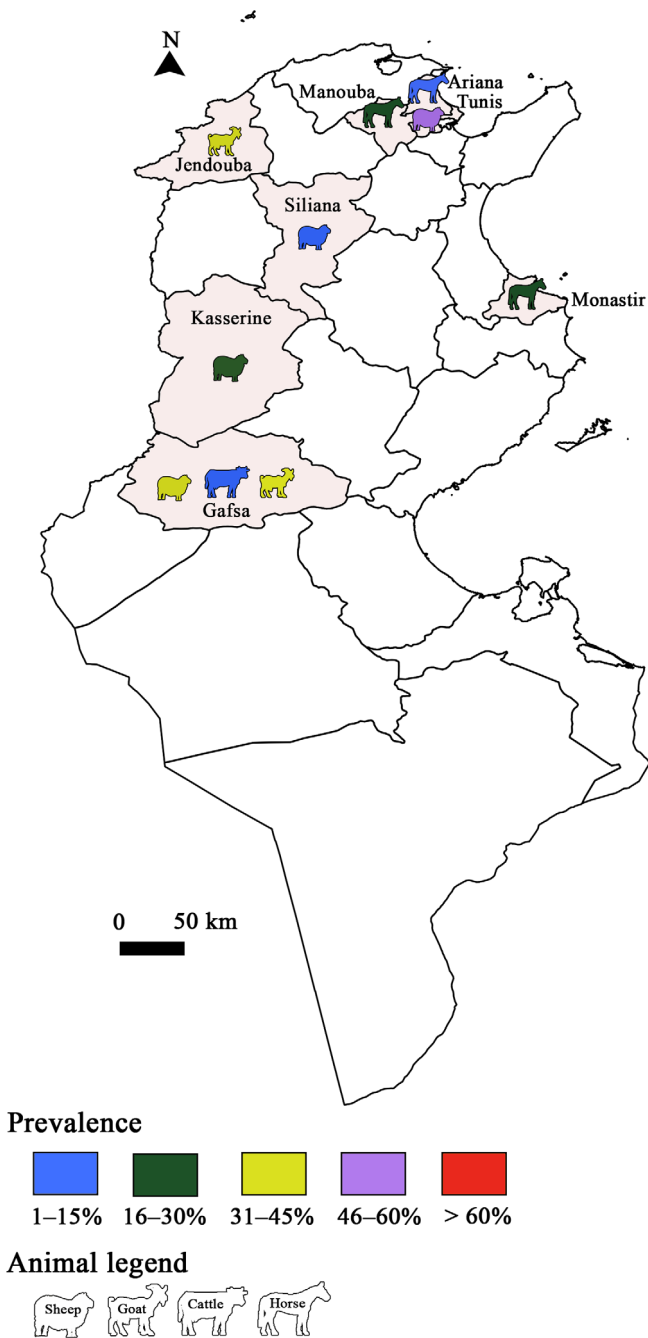 N
Manouba
Ariana
Tunis
Jendouba
Siliana
Monastir
Kasserine
Gafsa
0 50 km
Prevalence
1–15% 16–30% 31–45% 46–60% > 60%
Animal legend
Sheep Goat Cattle Horse